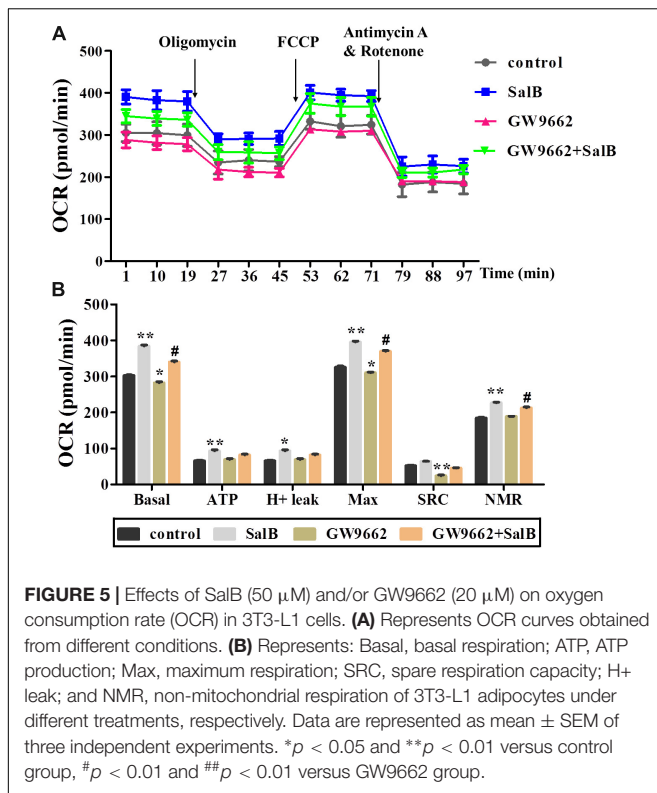 A
Oligomycin
FCCP
Antimycin A
& Rotenone
control
SalB
GW9662
GW9662+SalB
OCR (pmol/min)
500
400
300
200
100
0
1 10 19 27 36 45 53 62 71 79 88 97 Time (min)
B
OCR (pmol/min)
500
400
300
200
100
0
** * #
** *
** * #
**
** #
Basal ATP H+ leak Max SRC NMR
control SalB GW9662 GW9662+SalB
FIGURE 5 | Effects of SalB (50 μM) and/or GW9662 (20 μM) on oxygen
consumption rate (OCR) in 3T3-L1 cells. (A) Represents OCR curves obtained
from different conditions. (B) Represents: Basal, basal respiration; ATP, ATP
production; Max, maximum respiration; SRC, spare respiration capacity; H+
leak; and NMR, non-mitochondrial respiration of 3T3-L1 adipocytes under
different treatments, respectively. Data are represented as mean ± SEM of
three independent experiments. *p < 0.05 and **p < 0.01 versus control
group, #p < 0.01 and ##p < 0.01 versus GW9662 group.